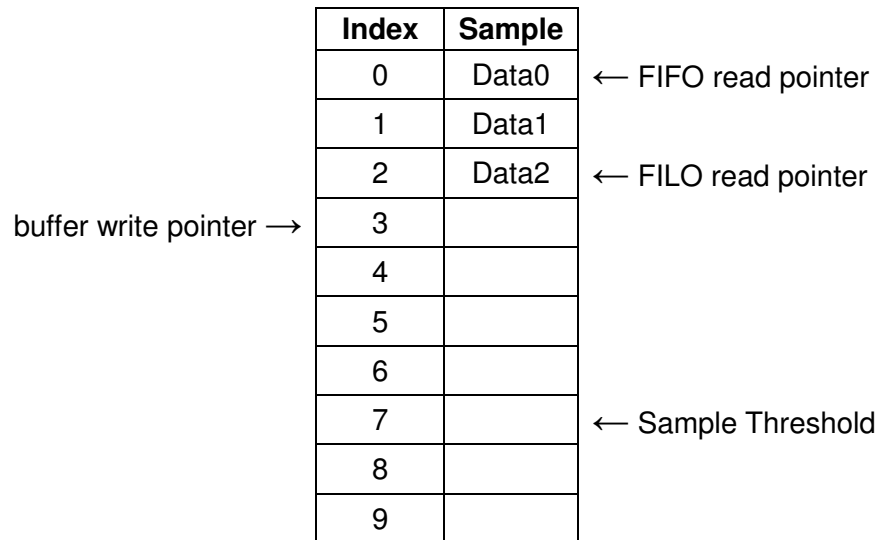 Index Sample
0 Data0 ← FIFO read pointer
1 Data1
2 Data2 ← FILO read pointer
buffer write pointer → 3
4
5
6
7 ← Sample Threshold
8
9